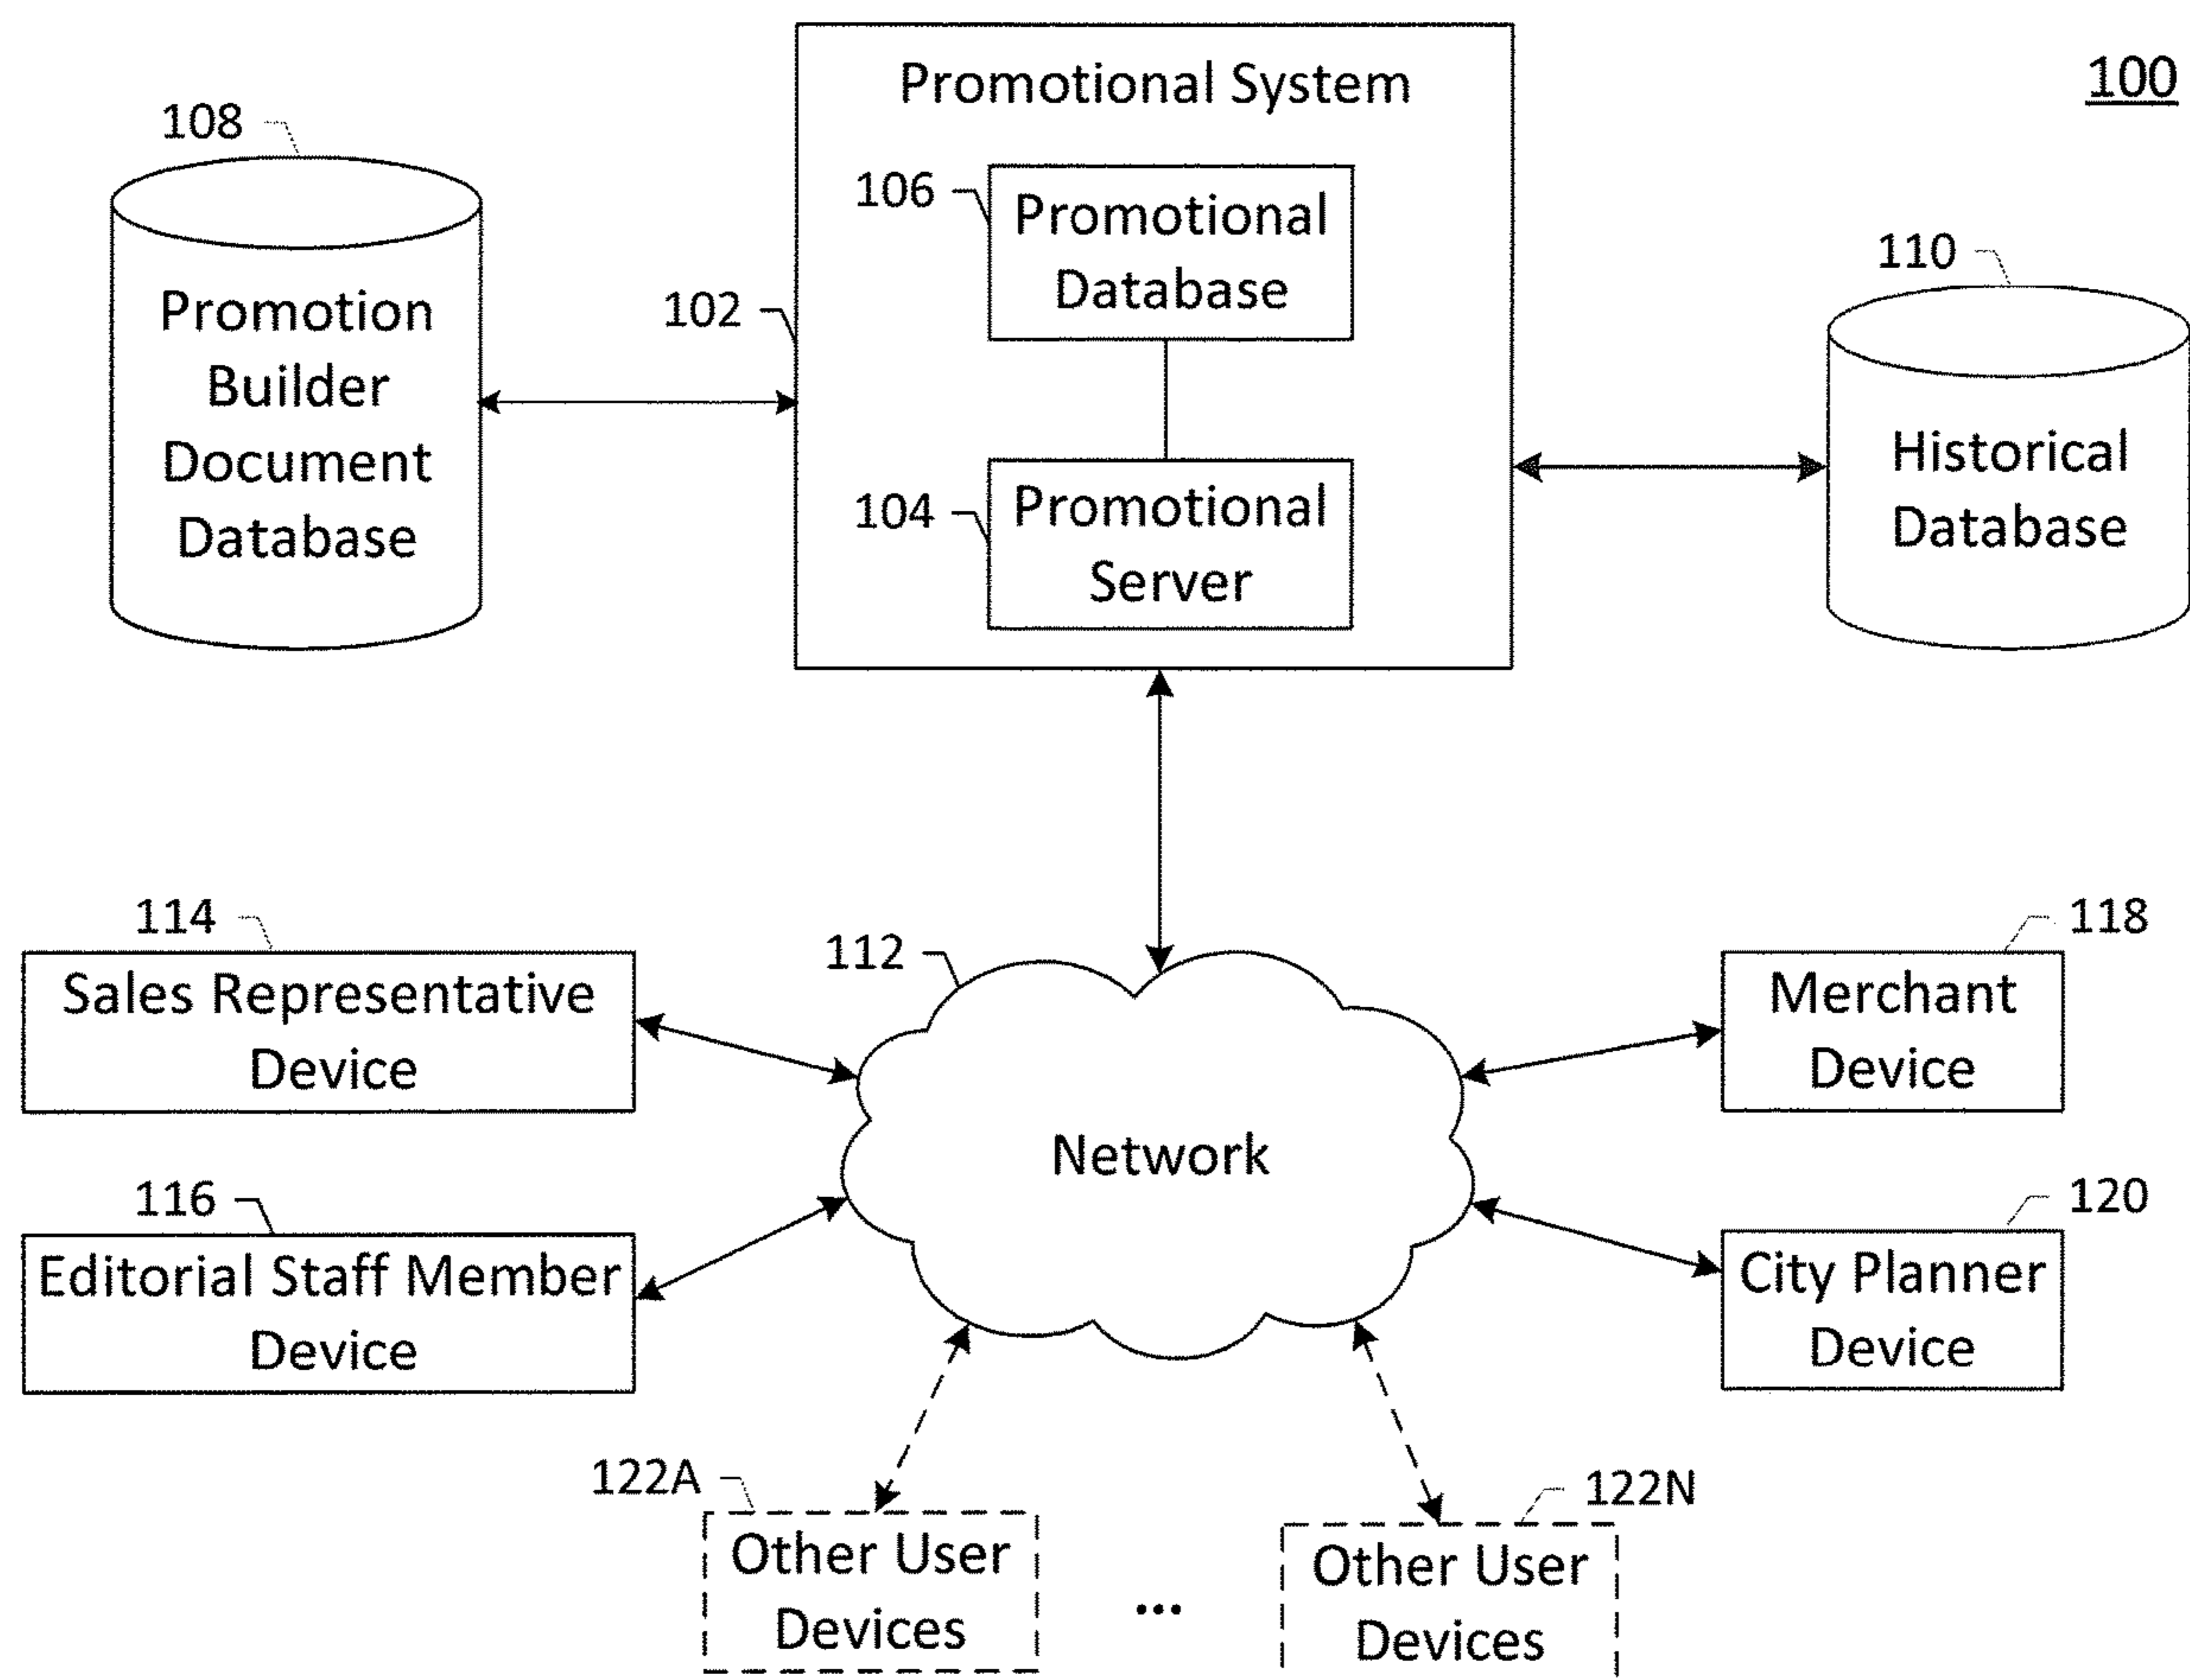 Promotional System
100
108
106
Promotional
Database
110
Promotion
Builder
Document
Database
102
Historical
Database
104
Promotional
Server
114
Sales Representative
Device
112
118
Merchant
Device
Network
116
Editorial Staff Member
Device
120
City Planner
Device
122A
Other User
Devices
...
122N
Other User
Devices